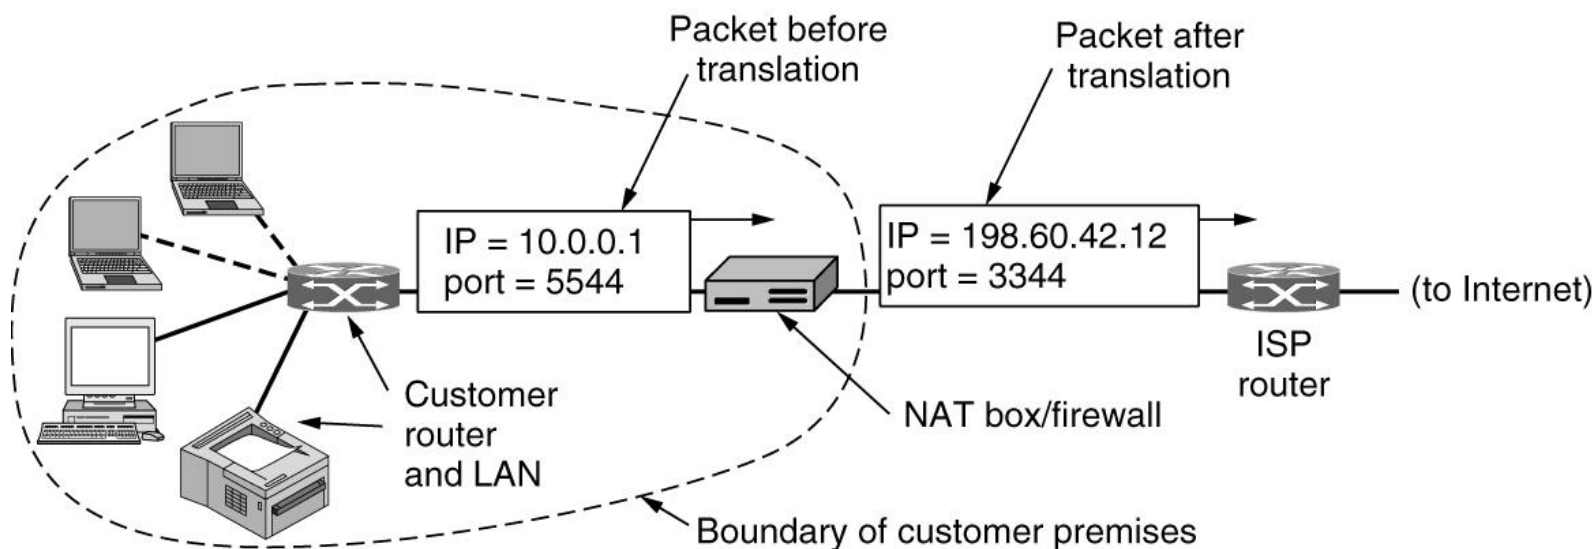 Packet before
translation
Packet after
translation
IP = 10.0.0.1
port = 5544
IP = 198.60.42.12
port = 3344
(to Internet)
ISP
router
Customer
router
and LAN
NAT box/firewall
Boundary of customer premises